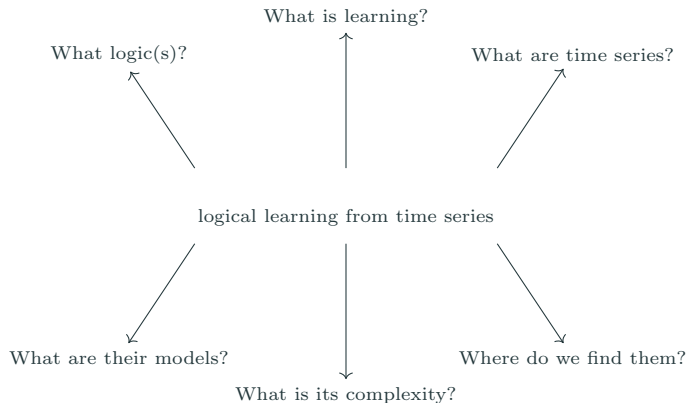 What is learning?
What logic(s)?
What are time series?
logical learning from time series
What are their models?
Where do we find them?
What is its complexity?